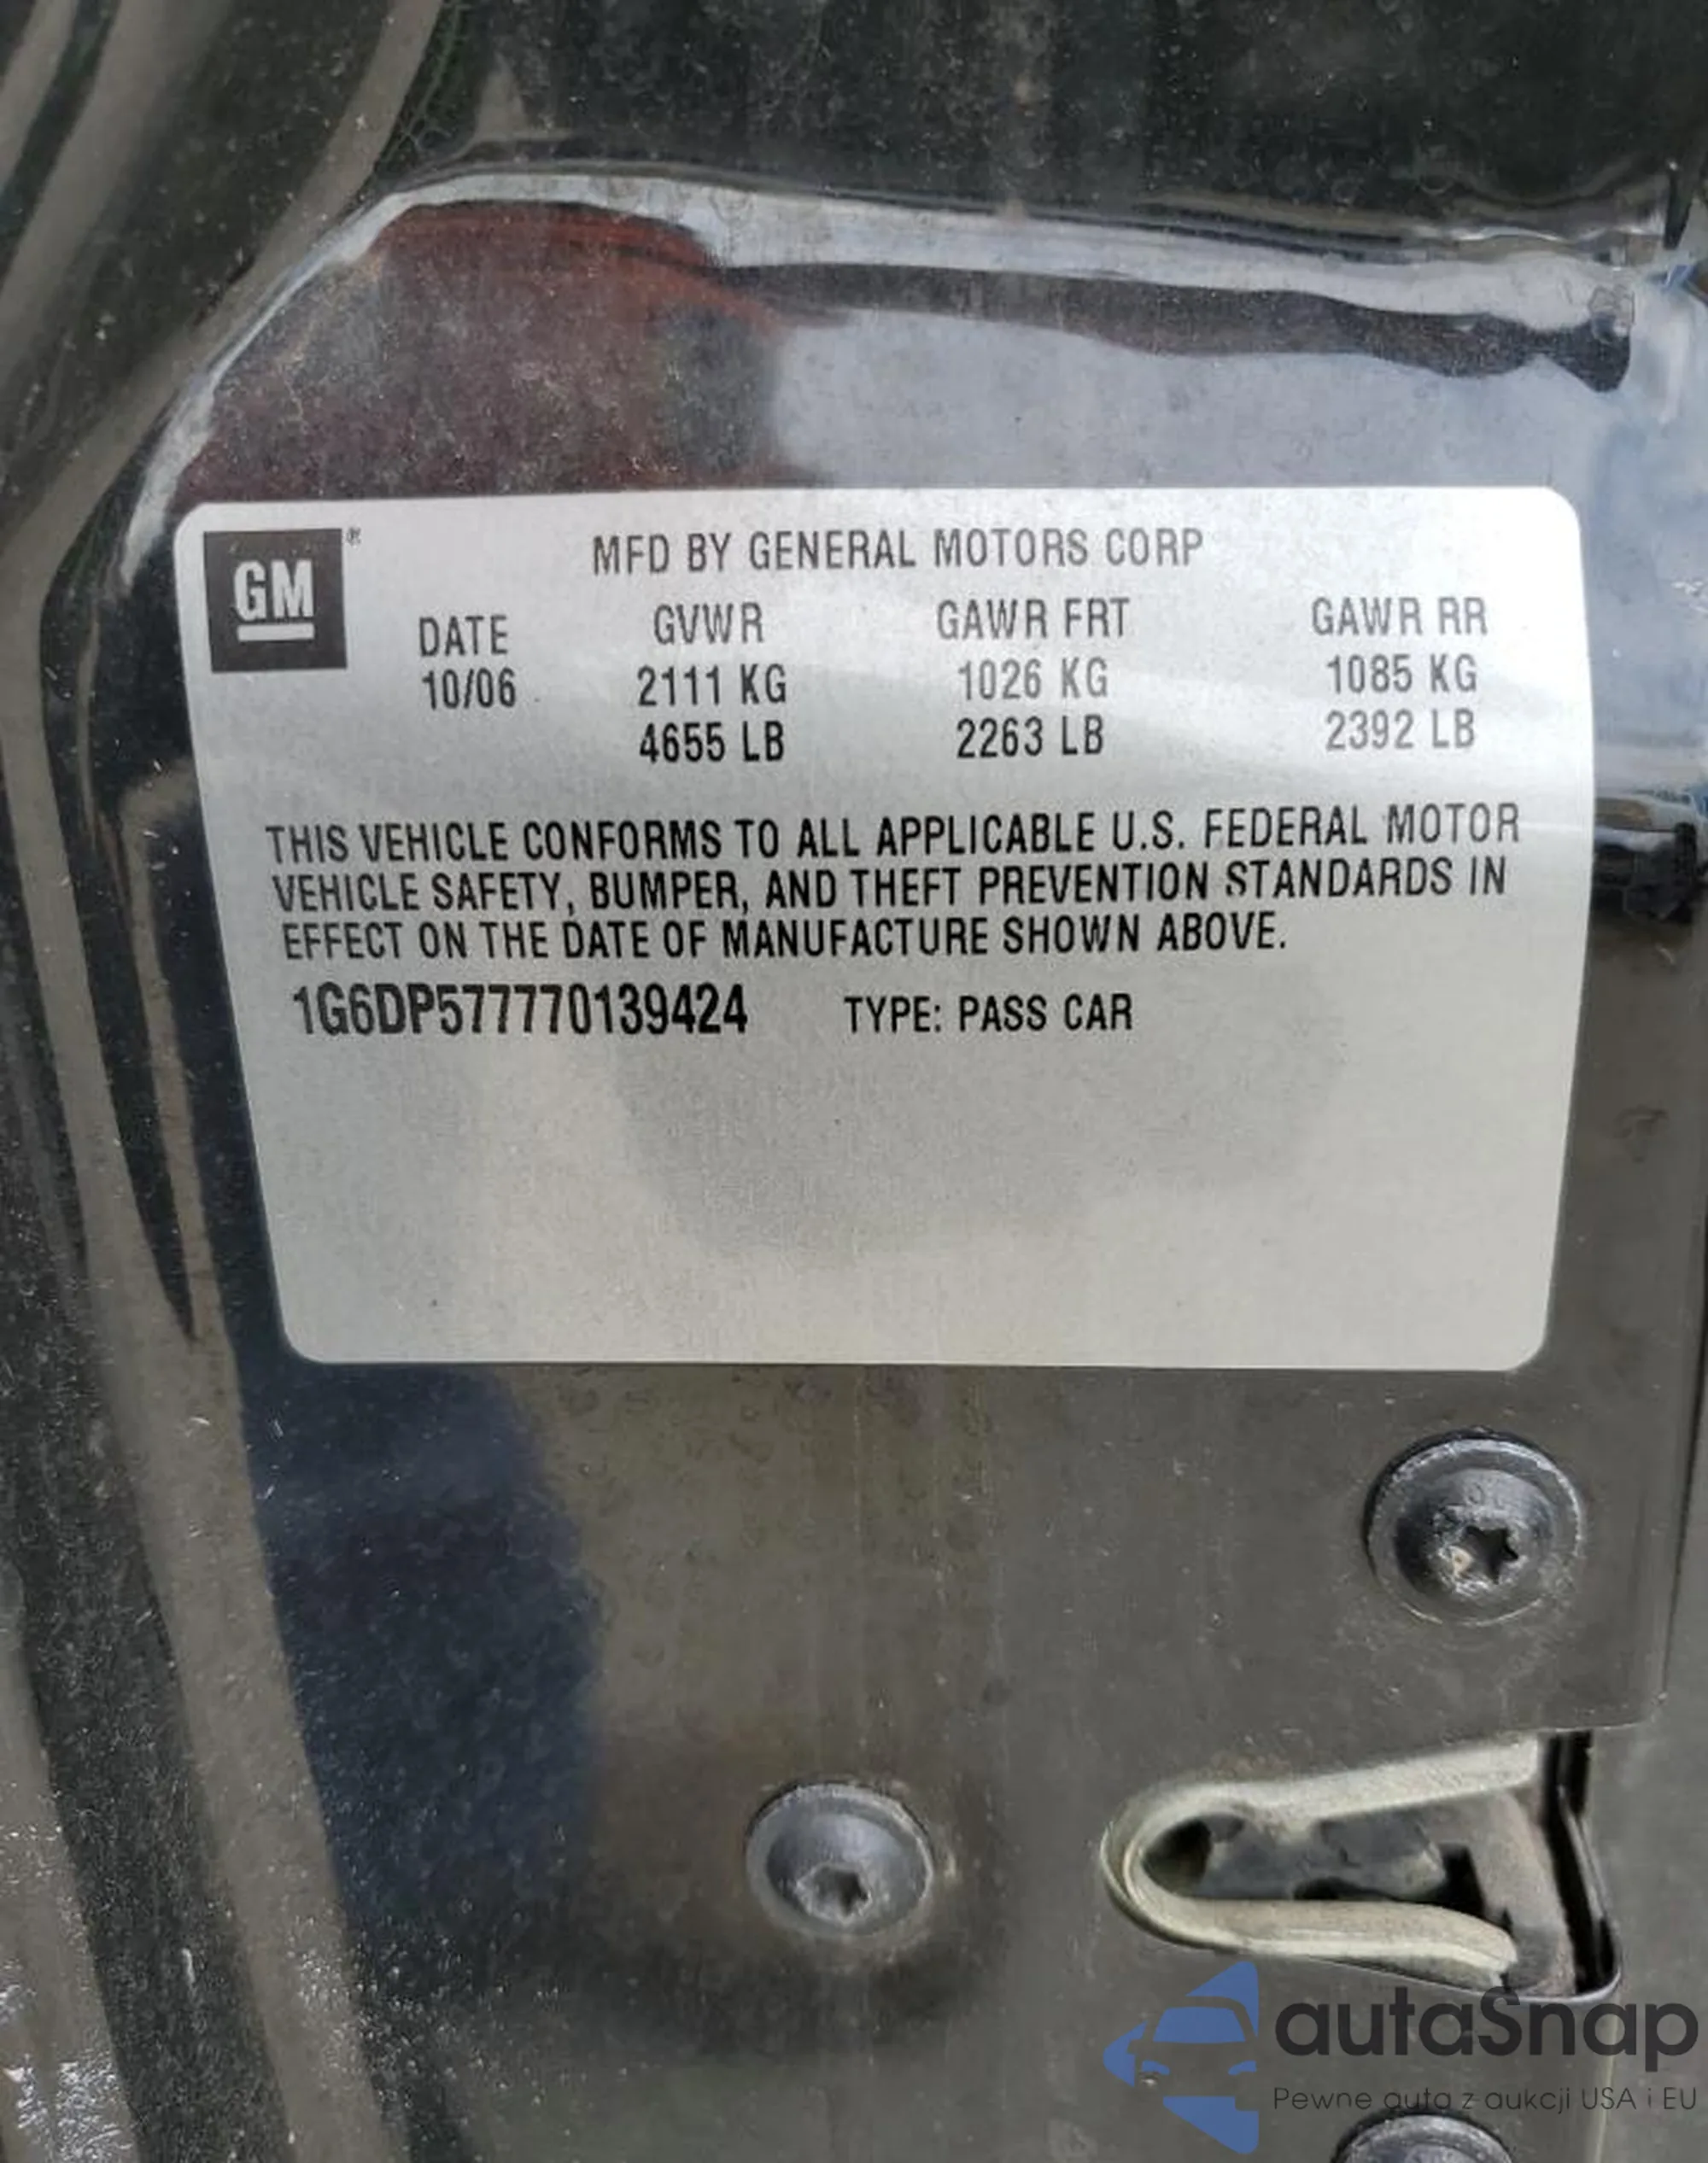 GM®
MFD BY GENERAL MOTORS CORP
DATE GVWR GAWR FRT GAWR RR
10/06 2111 KG 1026 KG 1085 KG
4655 LB 2263 LB 2392 LB
THIS VEHICLE CONFORMS TO ALL APPLICABLE U.S. FEDERAL MOTOR
VEHICLE SAFETY, BUMPER, AND THEFT PREVENTION STANDARDS IN
EFFECT ON THE DATE OF MANUFACTURE SHOWN ABOVE.
1G6DP577770139424 TYPE: PASS CAR
autaSnap
Pewne auta z aukcji USA i EU